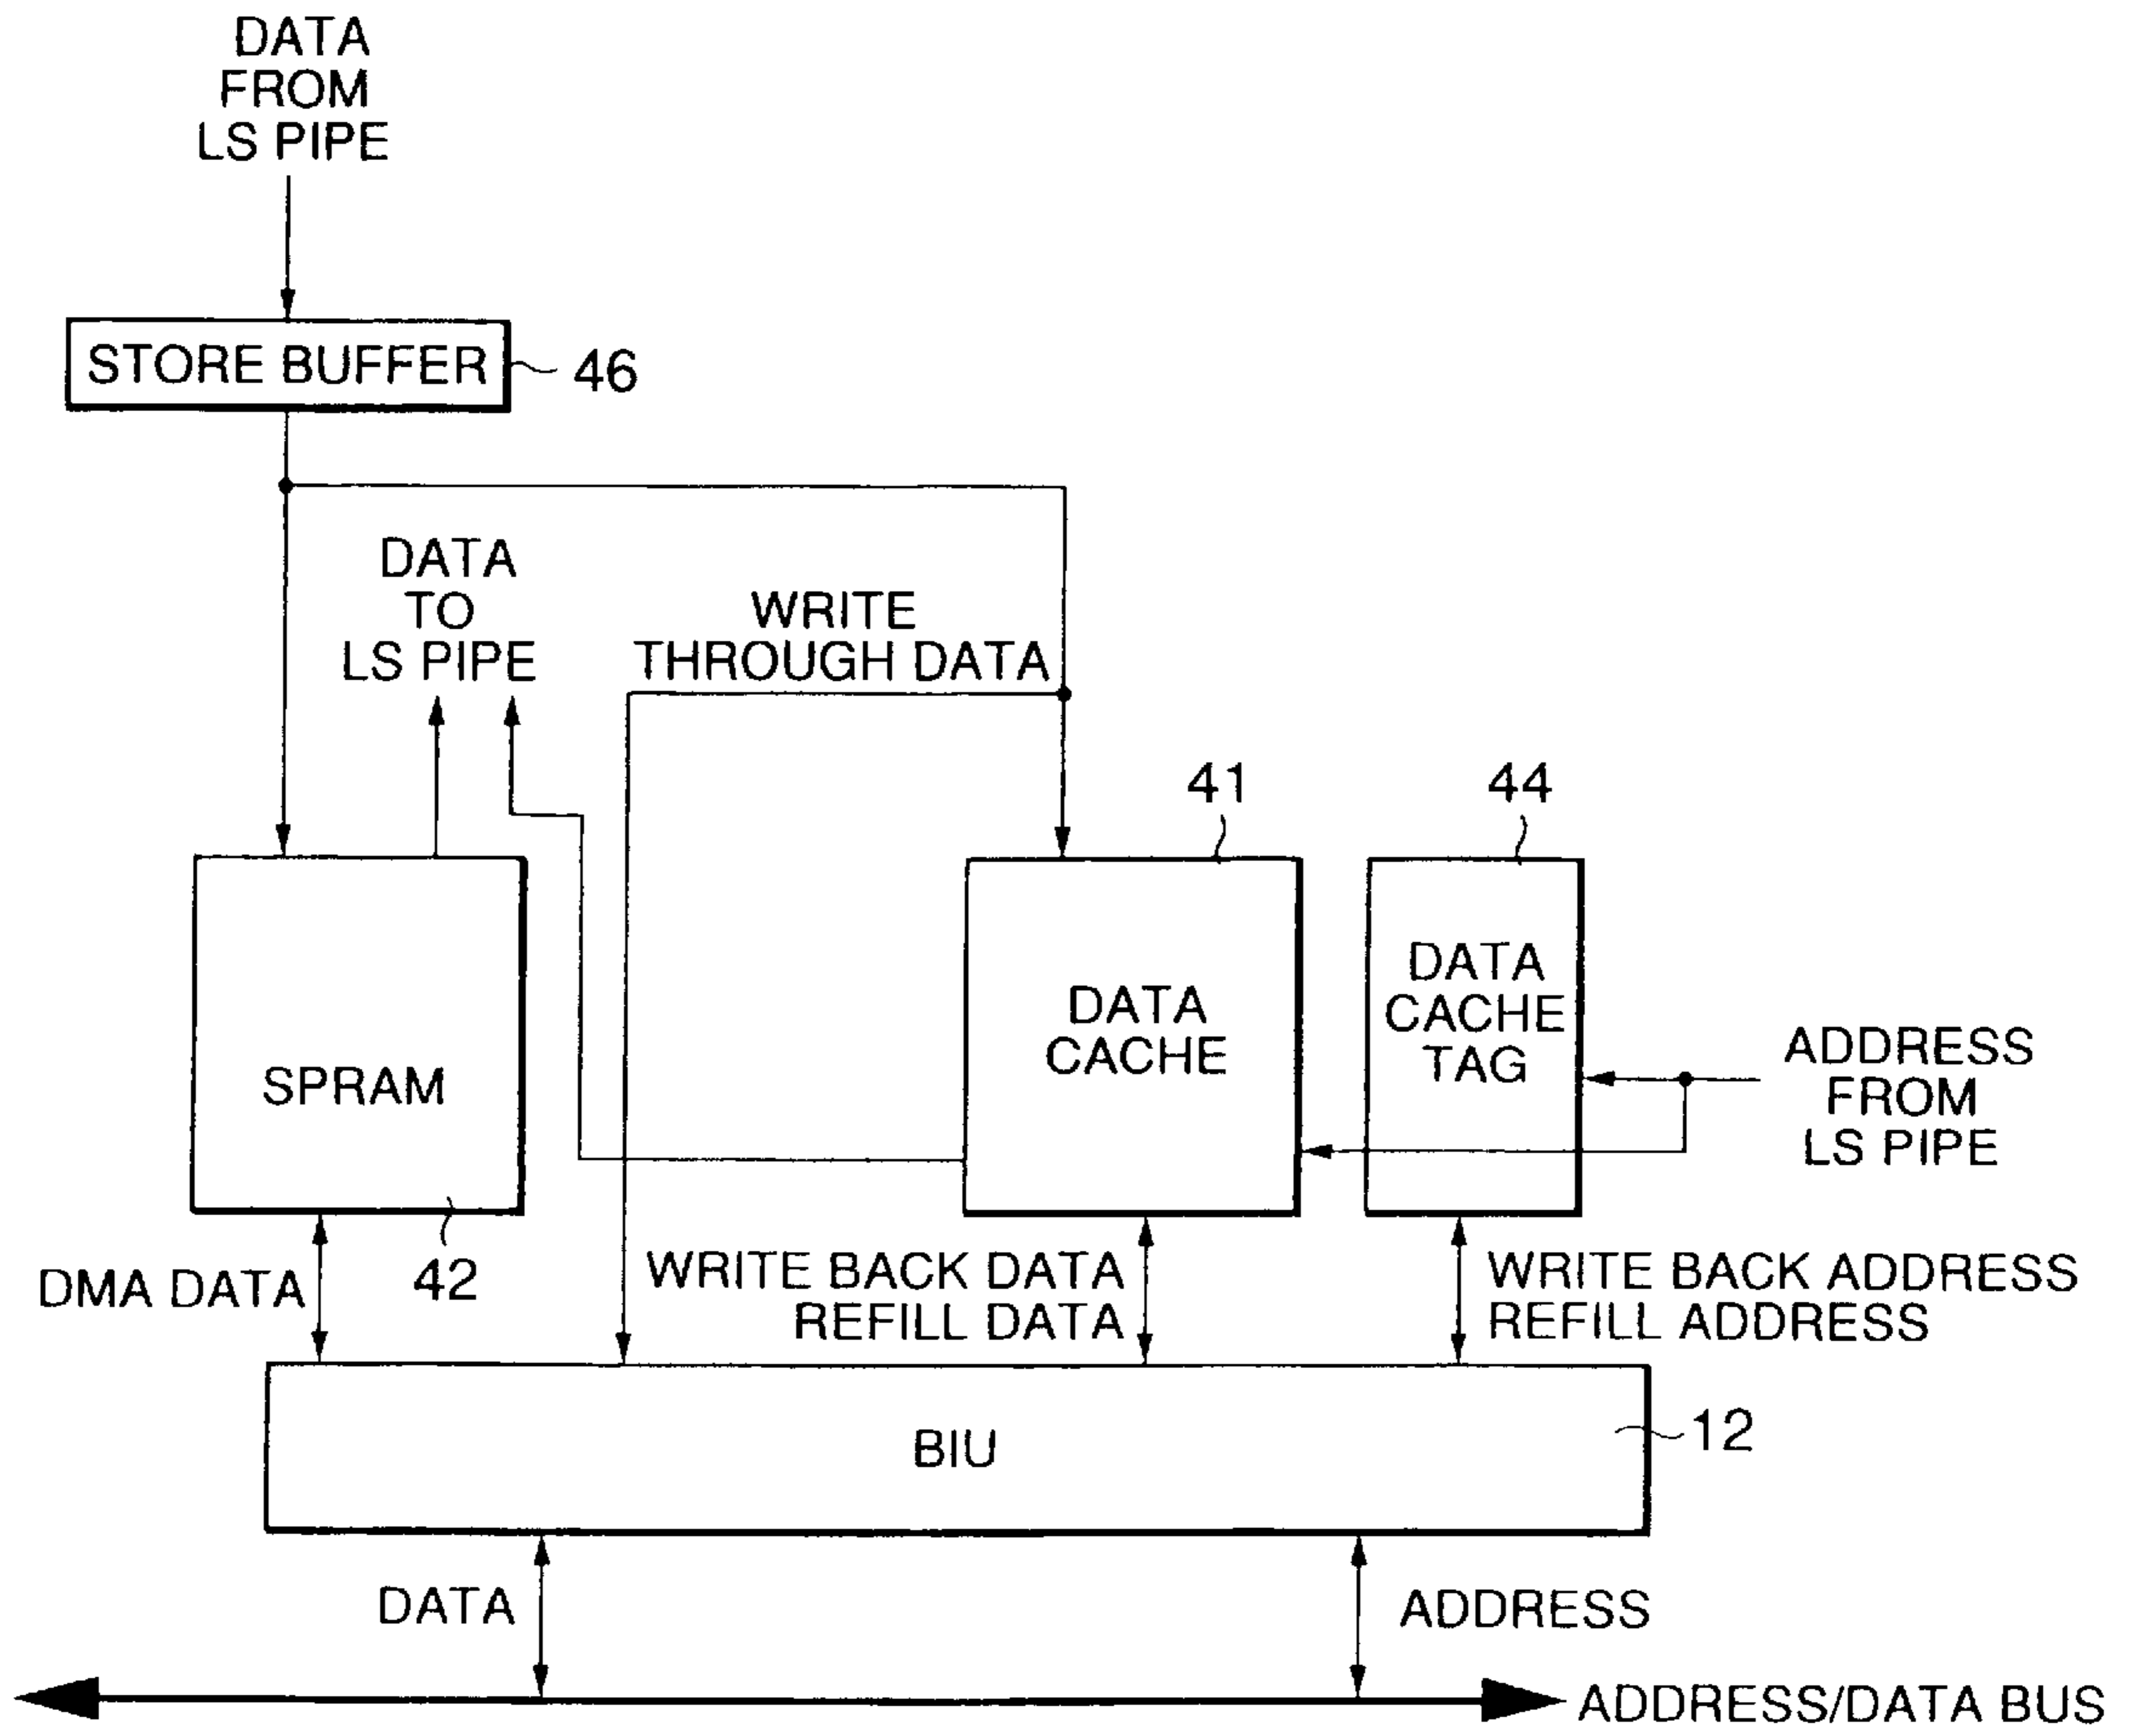 DATA
FROM
LS PIPE
STORE BUFFER
46
DATA
TO
LS PIPE
WRITE
THROUGH DATA
41
44
SPRAM
DATA
CACHE
DATA
CACHE
TAG
ADDRESS
FROM
LS PIPE
DMA DATA
42
WRITE BACK DATA
REFILL DATA
WRITE BACK ADDRESS
REFILL ADDRESS
BIU
12
DATA
ADDRESS
ADDRESS/DATA BUS